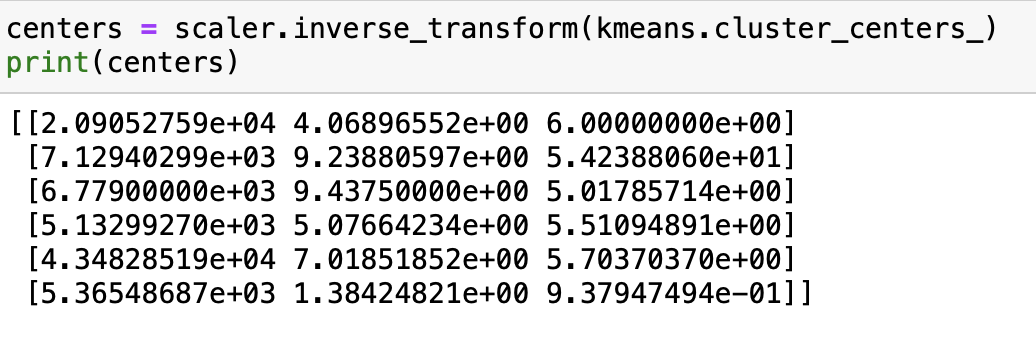 centers = scaler.inverse_transform(kmeans.cluster_centers_)
print(centers)
[[2.09052759e+04 4.06896552e+00 6.00000000e+00]
[7.12940299e+03 9.23880597e+00 5.42388060e+01]
[6.77900000e+03 9.43750000e+00 5.01785714e+00]
[5.13299270e+03 5.07664234e+00 5.51094891e+00]
[4.34828519e+04 7.01851852e+00 5.70370370e+00]
[5.36548687e+03 1.38424821e+00 9.37947494e-01]]